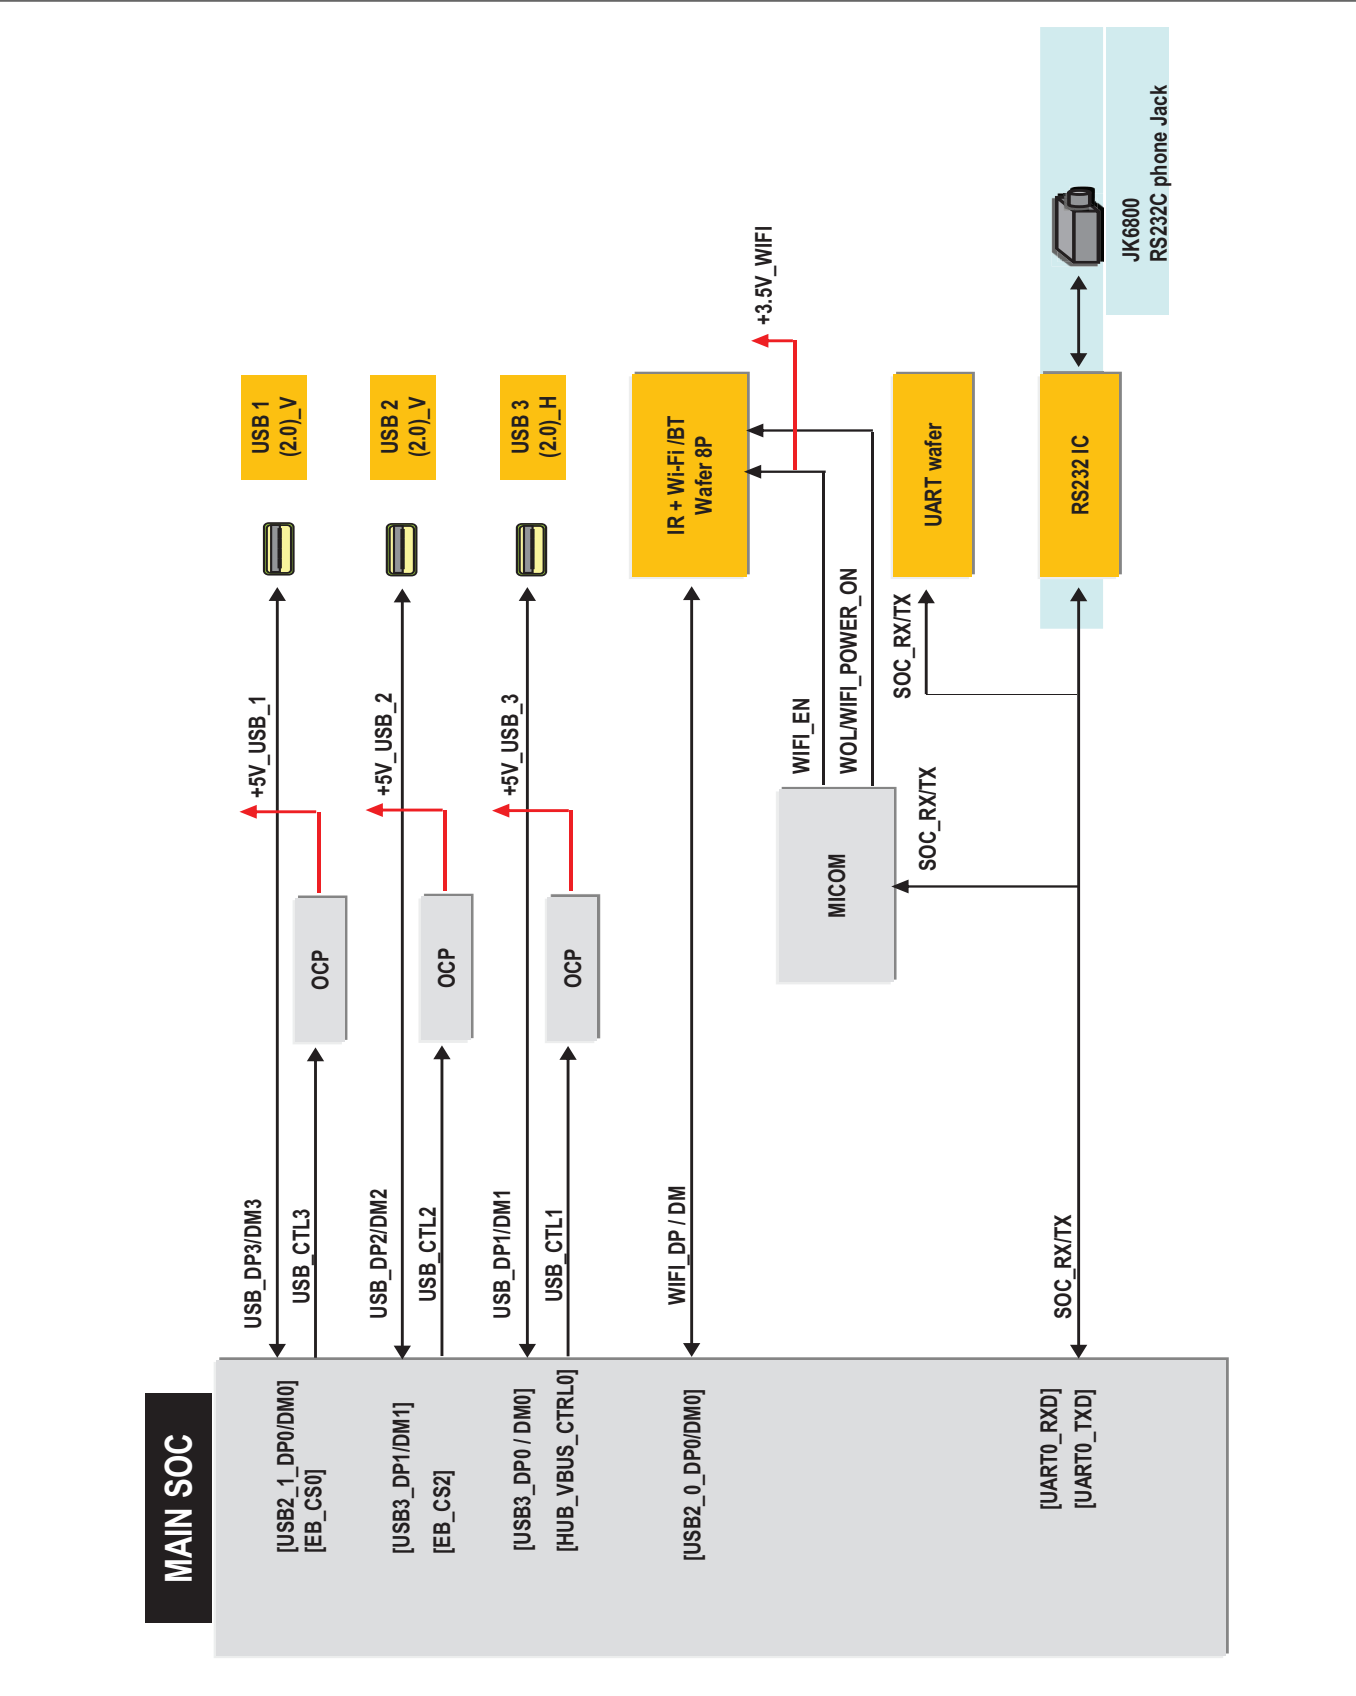 MAIN SOC
[USB2_1_DP0/DM0]
[EB_CS0]
[USB3_DP1/DM1]
[EB_CS2]
[USB3_DP0 / DM0]
[HUB_VBUS_CTRL0]
[USB2_0_DP0/DM0]
[UART0_RXD]
[UART0_TXD]
USB_DP3/DM3
USB_CTL3
USB_DP2/DM2
USB_CTL2
USB_DP1/DM1
USB_CTL1
WIFI_DP / DM
SOC_RX/TX
OCP
OCP
OCP
MICOM
SOC_RX/TX
+5V_USB_1
+5V_USB_2
+5V_USB_3
WIFI_EN
WOL/WIFI_POWER_ON
SOC_RX/TX
USB 1
(2.0)_V
USB 2
(2.0)_V
USB 3
(2.0)_H
IR + Wi-Fi /BT
Wafer 8P
UART wafer
RS232 IC
+3.5V_WIFI
JK6800
RS232C phone Jack